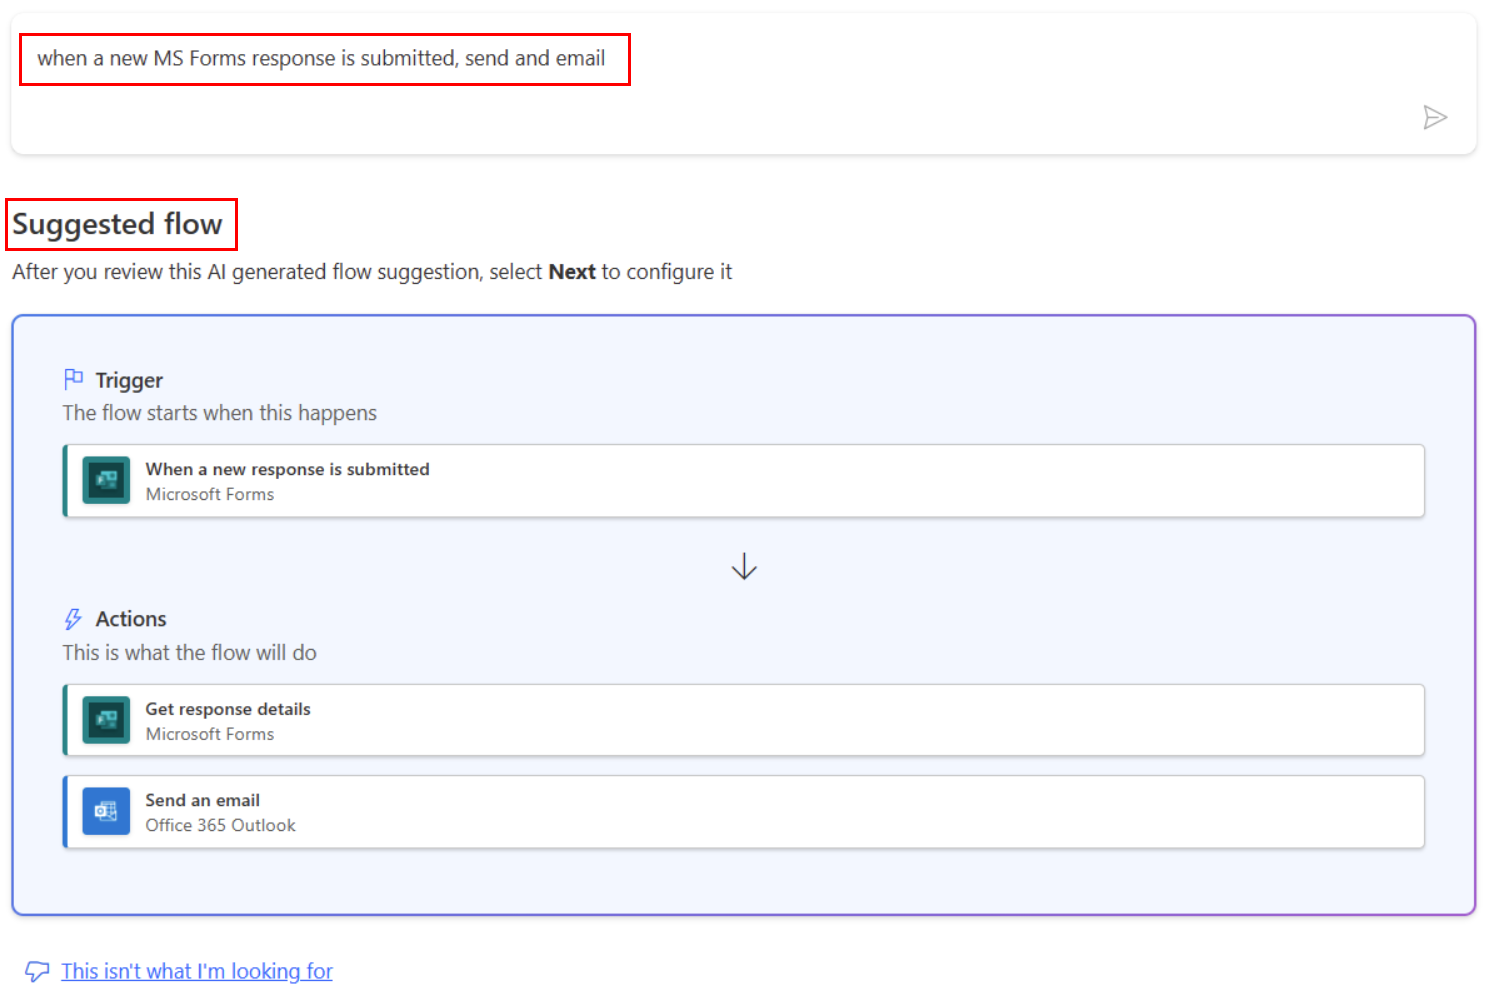 when a new MS Forms response is submitted, send and email
Suggested flow
After you review this AI generated flow suggestion, select Next to configure it
Trigger
The flow starts when this happens
When a new response is submitted
Microsoft Forms
Actions
This is what the flow will do
Get response details
Microsoft Forms
Send an email
Office 365 Outlook
This isn't what I'm looking for